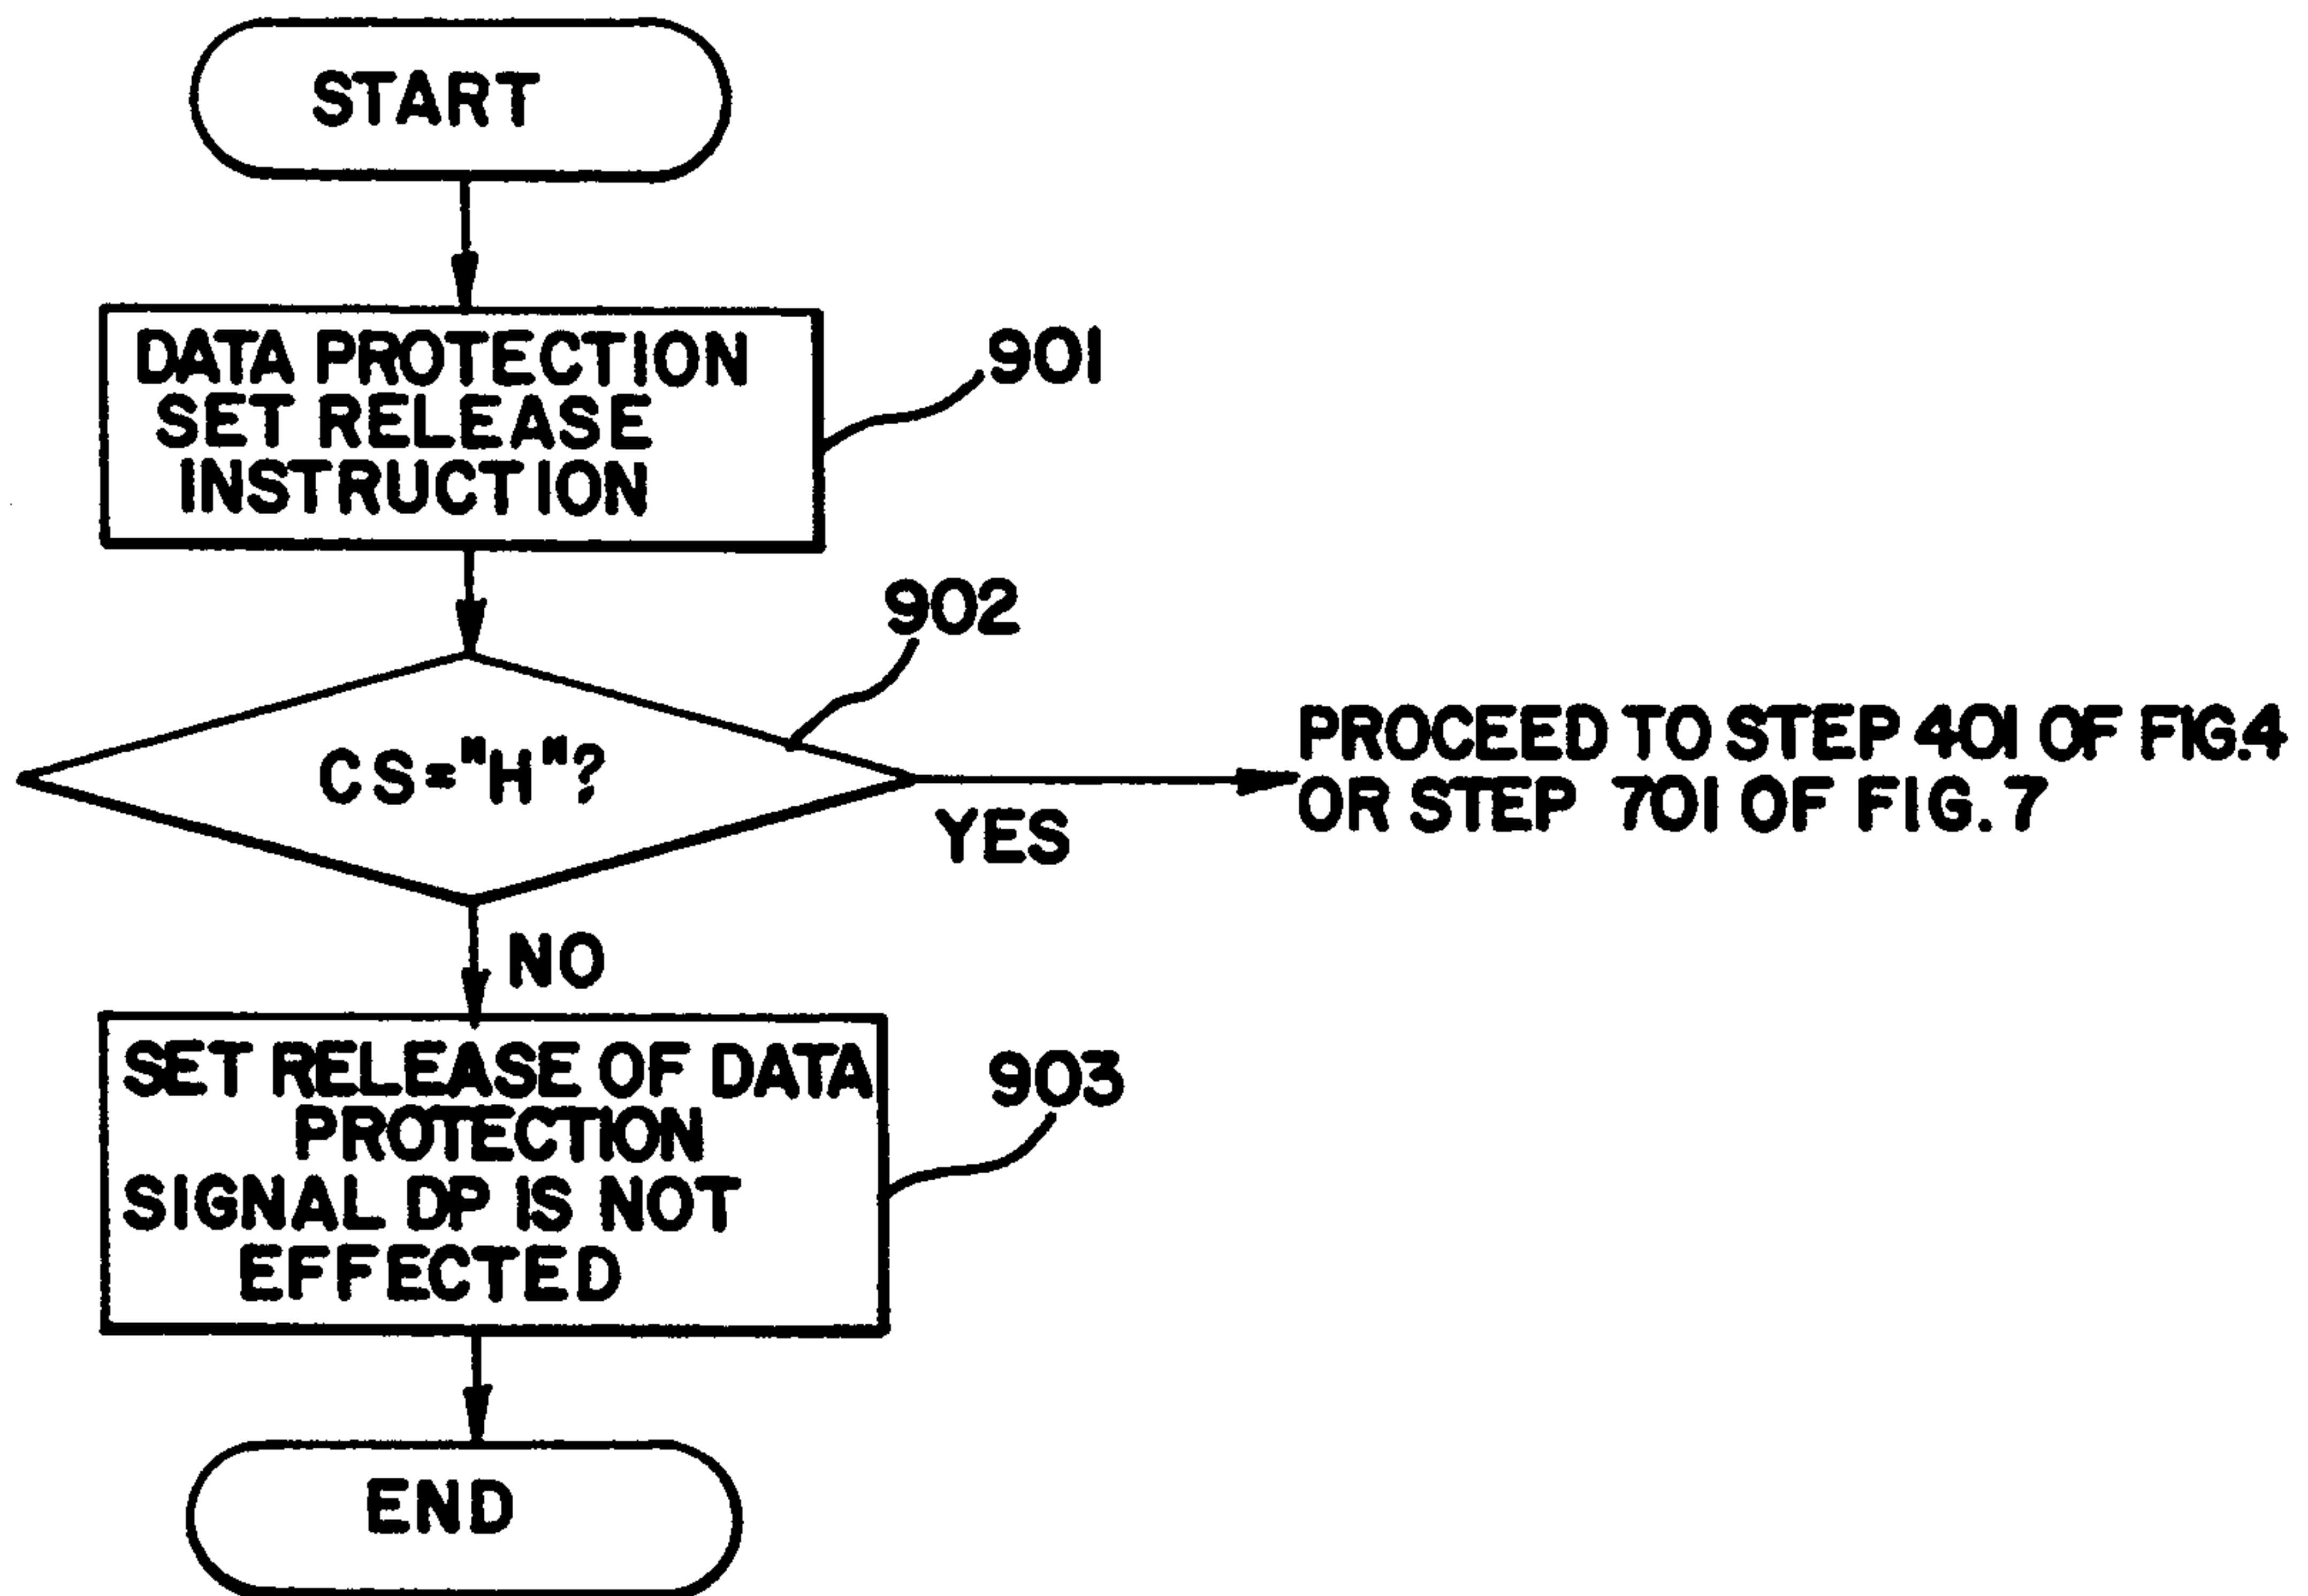 START
DATA PROTECTION
SET RELEASE
INSTRUCTION
901
902
CS="H"?
PROCEED TO STEP 401 OF FIG.4
OR STEP 701 OF FIG. 7
YES
NO
SET RELEASE OF DATA
PROTECTION
SIGNAL DP IS NOT
EFFECTED
903
END